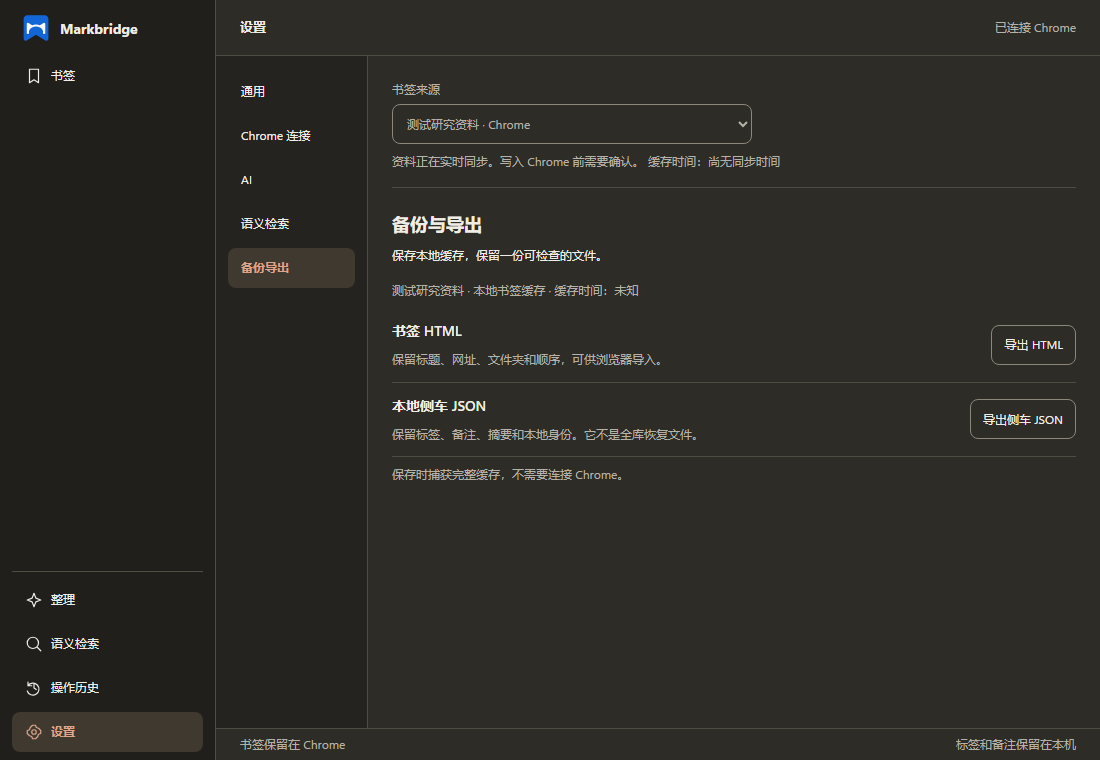 Markbridge
书签
整理
语义检索
操作历史
设置
设置
已连接 Chrome
通用
Chrome 连接
AI
语义检索
备份导出
书签来源
测试研究资料 · Chrome
资料正在实时同步。写入 Chrome 前需要确认。 缓存时间：尚无同步时间
备份与导出
保存本地缓存，保留一份可检查的文件。
测试研究资料 · 本地书签缓存 · 缓存时间：未知
书签 HTML
保留标题、网址、文件夹和顺序，可供浏览器导入。
导出 HTML
本地侧车 JSON
保留标签、备注、摘要和本地身份。它不是全库恢复文件。
导出侧车 JSON
保存时捕获完整缓存，不需要连接 Chrome。
书签保留在 Chrome
标签和备注保留在本机